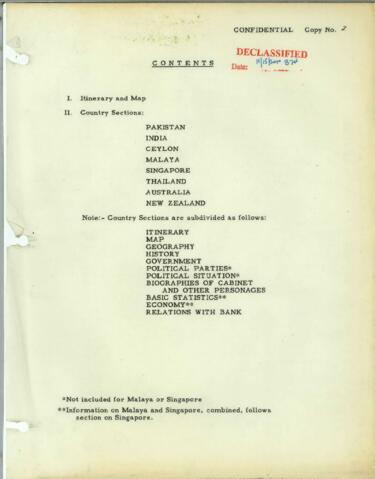 CONFIDENTIAL Copy No. 2
DECLASSIFIED
Date:
CONTENTS
I. Itinerary and Map
II. Country Sections:
PAKISTAN
INDIA
CEYLON
MALAYA
SINGAPORE
THAILAND
AUSTRALIA
NEW ZEALAND
Note:- Country Sections are subdivided as follows:
ITINERARY
MAP
GEOGRAPHY
HISTORY
GOVERNMENT
POLITICAL PARTIES*
POLITICAL SITUATION*
BIOGRAPHIES OF CABINET
AND OTHER PERSONAGES
BASIC STATISTICS**
ECONOMY**
RELATIONS WITH BANK
*Not included for Malaya or Singapore
**Information on Malaya and Singapore, combined, follows
section on Singapore.